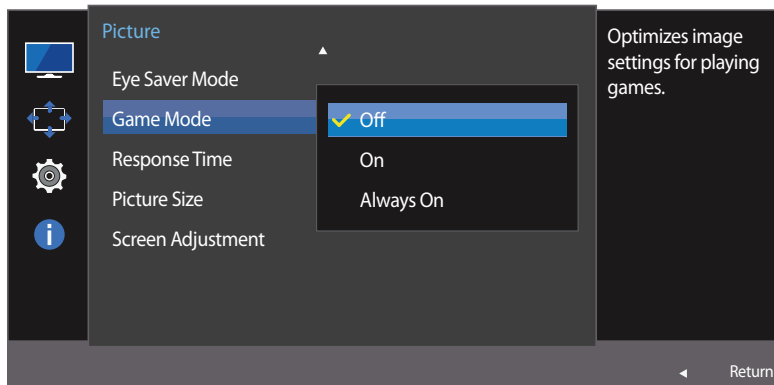 Picture
Eye Saver Mode
Game Mode
Response Time
Picture Size
Screen Adjustment
Off
On
Always On
Optimizes image
settings for playing
games.
Return